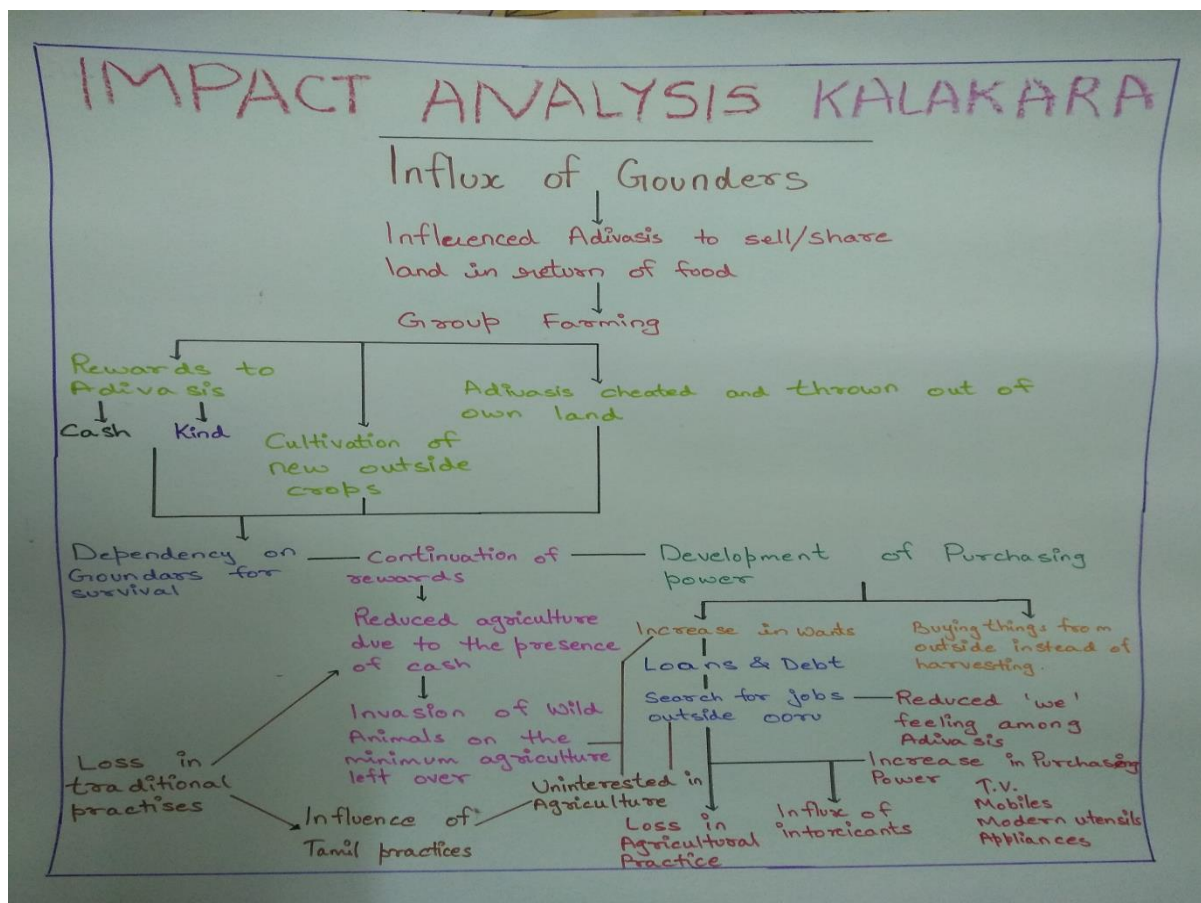 IMPACT ANALYSIS KALAKARA
Influx of Gounders
Influenced Adivasis to sell/share
land in return of food
Group Farming
Rewards to
Adivasis
Cash Kind
Cultivation of
new outside
crops
Adivasis cheated and thrown out of
own land
Dependency on
Goundars for
survival
Continuation of
rewards
Development of Purchasing
power
Reduced agriculture
due to the presence
of cash
Invasion of Wild
Animals on the
minimum agriculture
left over
Increase in wants
Loans & Debt
Search for jobs
outside ooru
Buying things from
outside instead of
harvesting.
Reduced 'we'
feeling among
Adivasis
Increase in Purchasing
Power
T.V.
Mobiles
Modern utensils
Appliances
Loss in
traditional
practises
Influence of
Tamil practices
Uninterested in
Agriculture
Loss in
Agricultural
Practice
Influx of
intoxicants